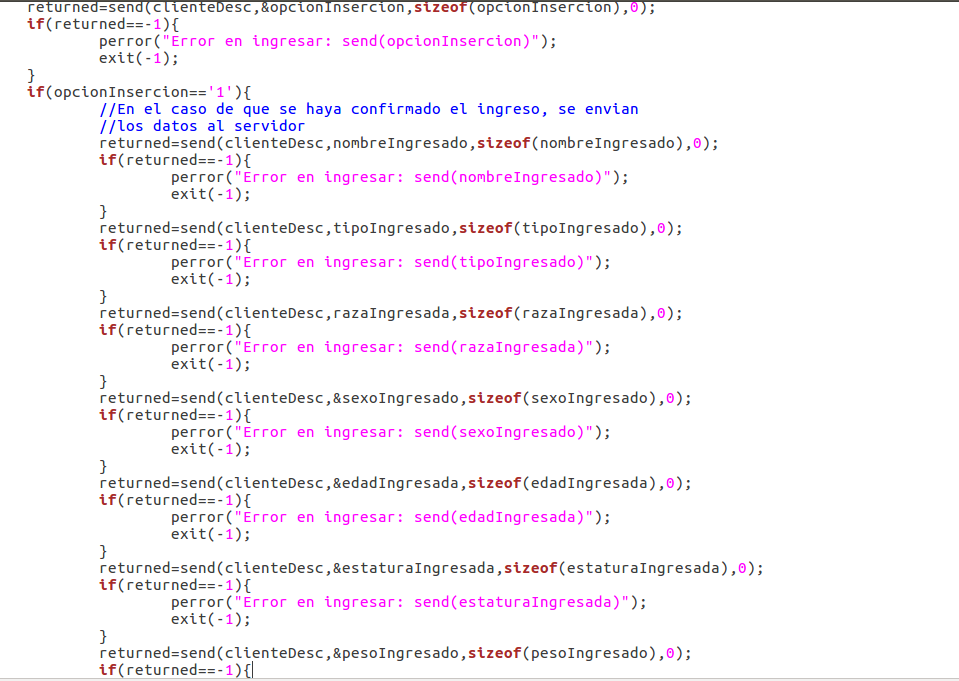 returned=send(clienteDesc,&opcionInsercion,sizeof(opcionInsercion),0);
if(returned==-1){
        perror("Error en ingresar: send(opcionInsercion)");
        exit(-1);
}
if(opcionInsercion=='1'){
        //En el caso de que se haya confirmado el ingreso, se envian
        //los datos al servidor
        returned=send(clienteDesc,nombreIngresado,sizeof(nombreIngresado),0);
        if(returned==-1){
                perror("Error en ingresar: send(nombreIngresado)");
                exit(-1);
        }
        returned=send(clienteDesc,tipoIngresado,sizeof(tipoIngresado),0);
        if(returned==-1){
                perror("Error en ingresar: send(tipoIngresado)");
                exit(-1);
        }
        returned=send(clienteDesc,razaIngresada,sizeof(razaIngresada),0);
        if(returned==-1){
                perror("Error en ingresar: send(razaIngresada)");
                exit(-1);
        }
        returned=send(clienteDesc,&sexoIngresado,sizeof(sexoIngresado),0);
        if(returned==-1){
                perror("Error en ingresar: send(sexoIngresado)");
                exit(-1);
        }
        returned=send(clienteDesc,&edadIngresada,sizeof(edadIngresada),0);
        if(returned==-1){
                perror("Error en ingresar: send(edadIngresada)");
                exit(-1);
        }
        returned=send(clienteDesc,&estaturaIngresada,sizeof(estaturaIngresada),0);
        if(returned==-1){
                perror("Error en ingresar: send(estaturaIngresada)");
                exit(-1);
        }
        returned=send(clienteDesc,&pesoIngresado,sizeof(pesoIngresado),0);
        if(returned==-1){